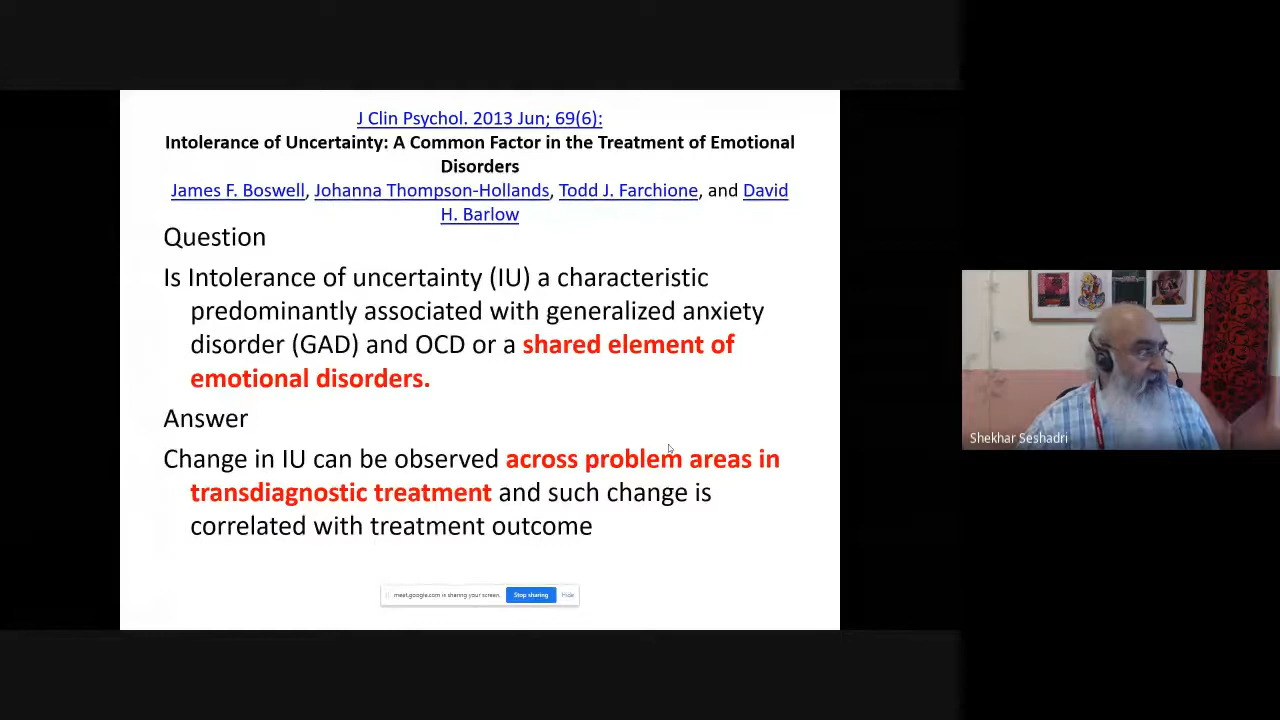 J Clin Psychol. 2013 Jun; 69(6):
Intolerance of Uncertainty: A Common Factor in the Treatment of Emotional
Disorders
James F. Boswell, Johanna Thompson-Hollands, Todd J. Farchione, and David
H. Barlow
Question
Is Intolerance of uncertainty (IU) a characteristic
predominantly associated with generalized anxiety
disorder (GAD) and OCD or a shared element of
emotional disorders.
Answer
Change in IU can be observed across problem areas in
transdiagnostic treatment and such change is
correlated with treatment outcome
meet.google.com is sharing your screen.
Stop sharing
Hide
Shekhar Seshadri